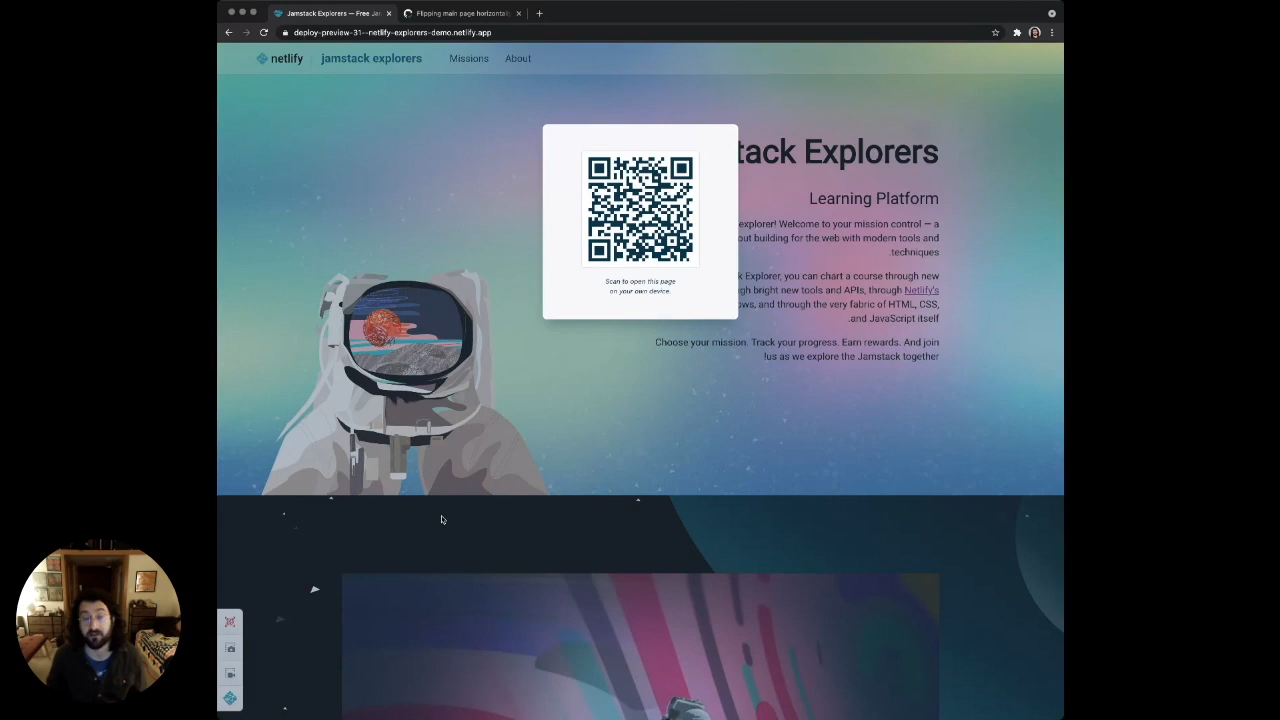 Jamstack Explorers — Free Jar
Flipping main page horizontally
deploy-preview-31--netlify-explorers-demo.netlify.app
netlify
jamstack explorers
Missions
About
tack Explorers
Learning Platform
explorer! Welcome to your mission control — a
out building for the web with modern tools and
.techniques
k Explorer, you can chart a course through new
gh bright new tools and APIs, through Netlify's
ows, and through the very fabric of HTML, CSS,
.and JavaScript itself
Choose your mission. Track your progress. Earn rewards. And join
!us as we explore the Jamstack together
Scan to open this page
on your own device.